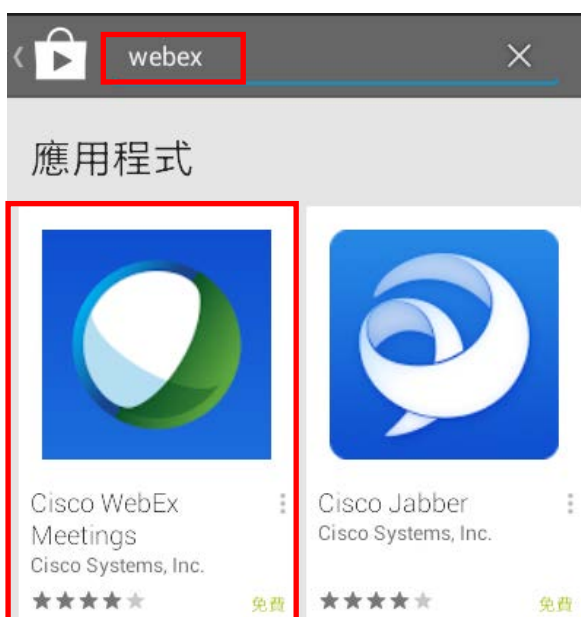 webex
應用程式
Cisco WebEx
Meetings
Cisco Systems, Inc.
免費
Cisco Jabber
Cisco Systems, Inc.
免費